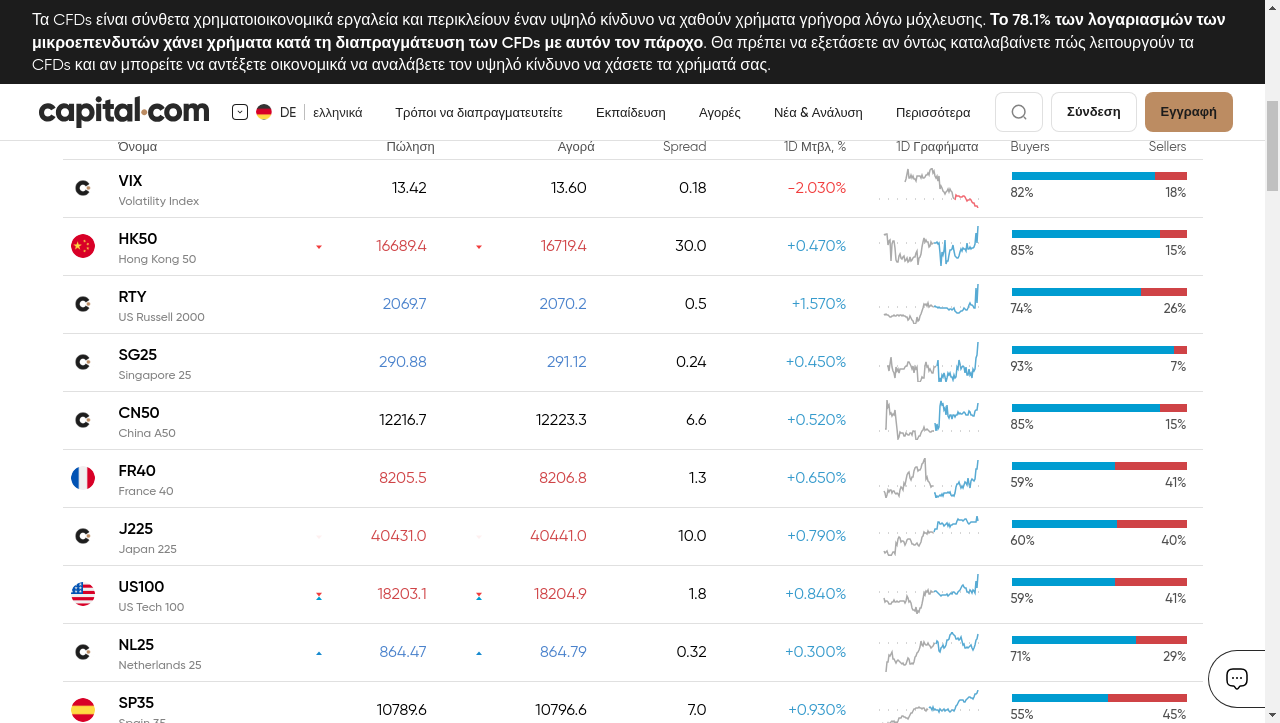 Τα CFDs είναι σύνθετα χρηματοιοικονομικά εργαλεία και περικλείουν έναν υψηλό κίνδυνο να χαθούν χρήματα γρήγορα λόγω μόχλευσης. Το 78.1% των λογαριασμών των
μικροεπενδυτών χάνει χρήματα κατά τη διαπραγμάτευση των CFDs με αυτόν τον πάροχο. Θα πρέπει να εξετάσετε αν όντως καταλαβαίνετε πώς λειτουργούν τα
CFDs και αν μπορείτε να αντέξετε οικονομικά να αναλάβετε τον υψηλό κίνδυνο να χάσετε τα χρήματά σας.
capital.com DE ελληνικά Τρόποι να διαπραγματευτείτε Εκπαίδευση Αγορές Νέα & Ανάλυση Περισσότερα Σύνδεση Εγγραφή
Όνομα Πώληση Αγορά Spread 1D Μτβλ, % 1D Γραφήματα Buyers Sellers
VIX 13.42 13.60 0.18 -2.030%
Volatility Index 82% 18%
HK50 16689.4 16719.4 30.0 +0.470%
Hong Kong 50 85% 15%
RTY 2069.7 2070.2 0.5 +1.570%
US Russell 2000 74% 26%
SG25 290.88 291.12 0.24 +0.450%
Singapore 25 93% 7%
CN50 12216.7 12223.3 6.6 +0.520%
China A50 85% 15%
FR40 8205.5 8206.8 1.3 +0.650%
France 40 59% 41%
J225 40431.0 40441.0 10.0 +0.790%
Japan 225 60% 40%
US100 18203.1 18204.9 1.8 +0.840%
US Tech 100 59% 41%
NL25 864.47 864.79 0.32 +0.300%
Netherlands 25 71% 29%
SP35 10789.6 10796.6 7.0 +0.930%
Spain 35 55% 45%